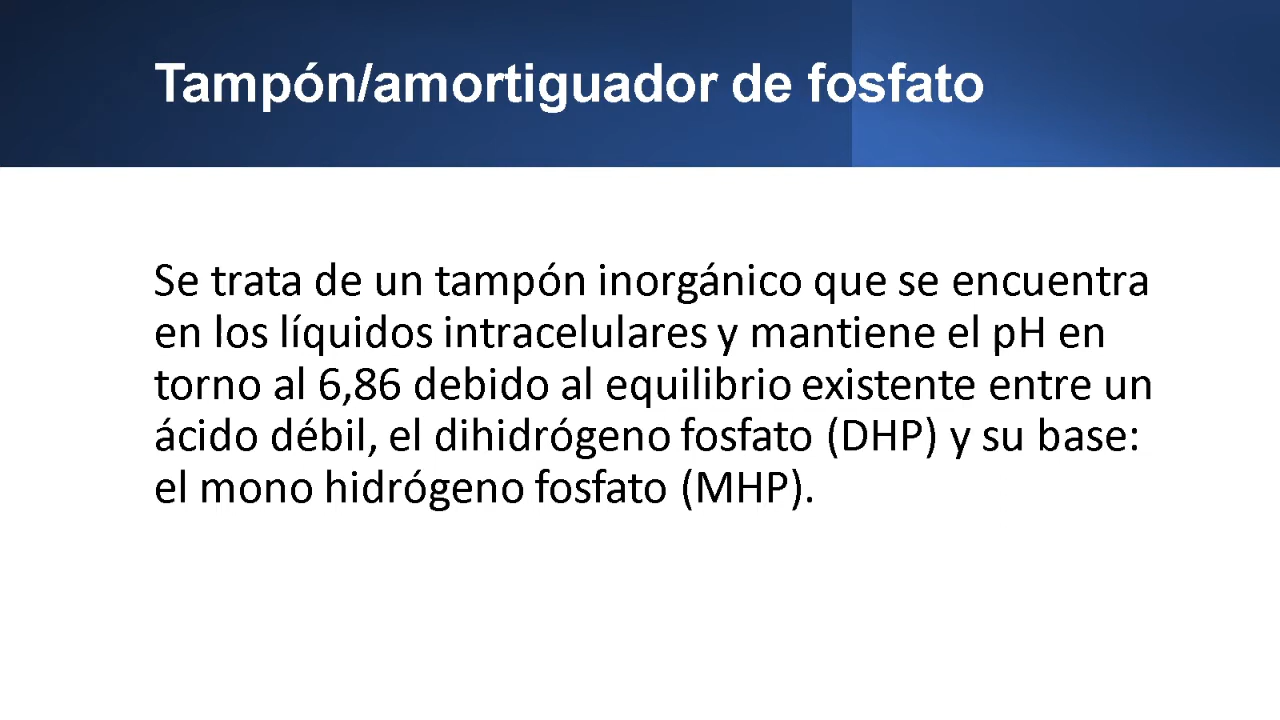 Tampón/amortiguador de fosfato
Se trata de un tampón inorgánico que se encuentra
en los líquidos intracelulares y mantiene el pH en
torno al 6,86 debido al equilibrio existente entre un
ácido débil, el dihidrógeno fosfato (DHP) y su base:
el mono hidrógeno fosfato (MHP).